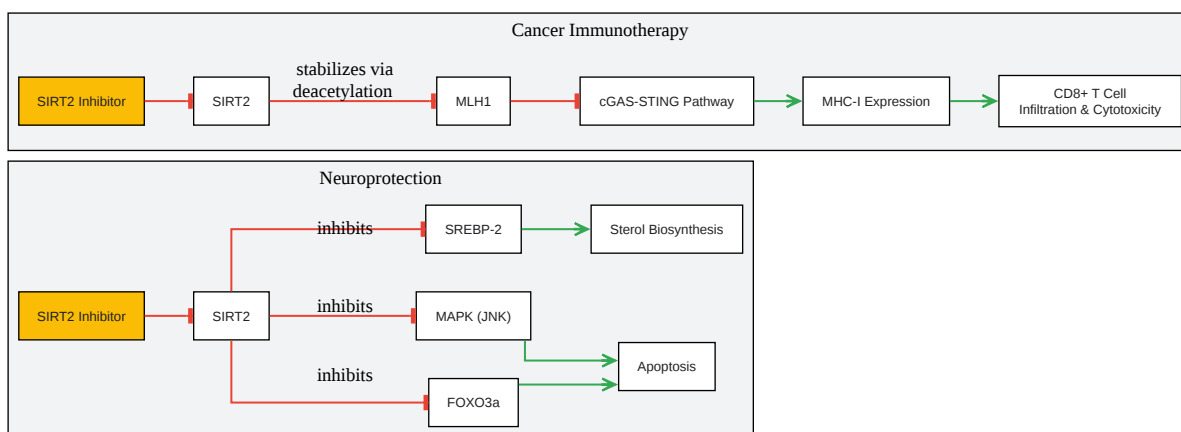 Cancer Immunotherapy
SIRT2 Inhibitor
SIRT2
stabilizes via
deacetylation
MLH1
cGAS-STING Pathway
MHC-I Expression
CD8+ T Cell
Infiltration & Cytotoxicity
Neuroprotection
inhibits
SREBP-2
Sterol Biosynthesis
SIRT2 Inhibitor
SIRT2
inhibits
MAPK (JNK)
Apoptosis
inhibits
FOXO3a